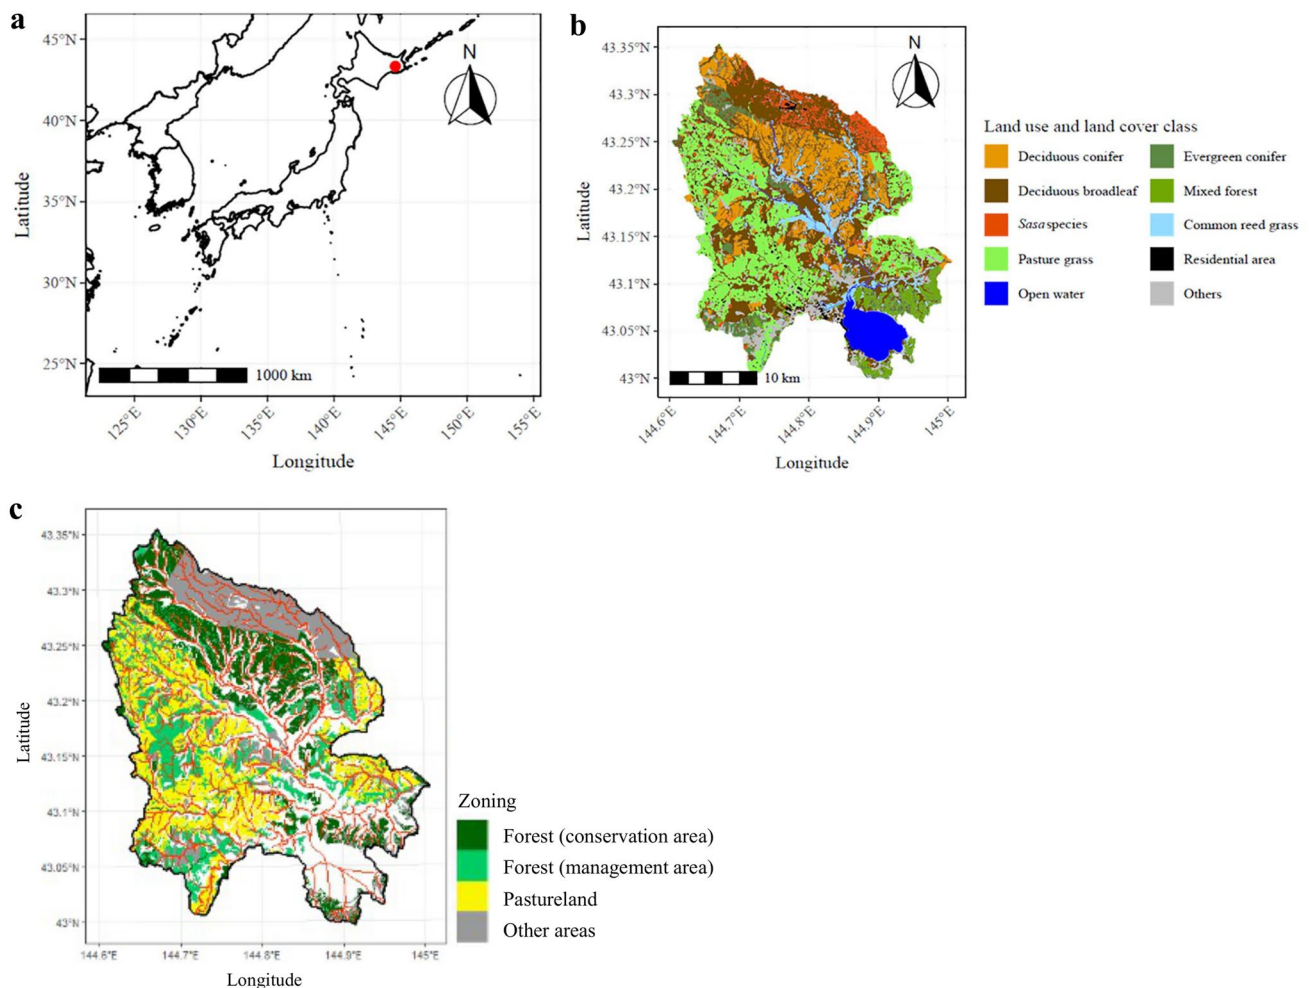 a
45°N
40°N
35°N
30°N
25°N
Latitude
N
1000 km
125°E
130°E
135°E
140°E
145°E
150°E
155°E
Longitude
b
43.35°N
43.3°N
43.25°N
43.2°N
43.15°N
43.1°N
43.05°N
43°N
Latitude
N
10 km
144.6°E
144.7°E
144.8°E
144.9°E
145°E
Longitude
Land use and land cover class
Deciduous conifer
Evergreen conifer
Deciduous broadleaf
Mixed forest
Sasa species
Common reed grass
Pasture grass
Residential area
Open water
Others
c
43.35°N
43.3°N
43.25°N
43.2°N
43.15°N
43.1°N
43.05°N
43°N
Latitude
144.6°E
144.7°E
144.8°E
144.9°E
145°E
Longitude
Zoning
Forest (conservation area)
Forest (management area)
Pastureland
Other areas